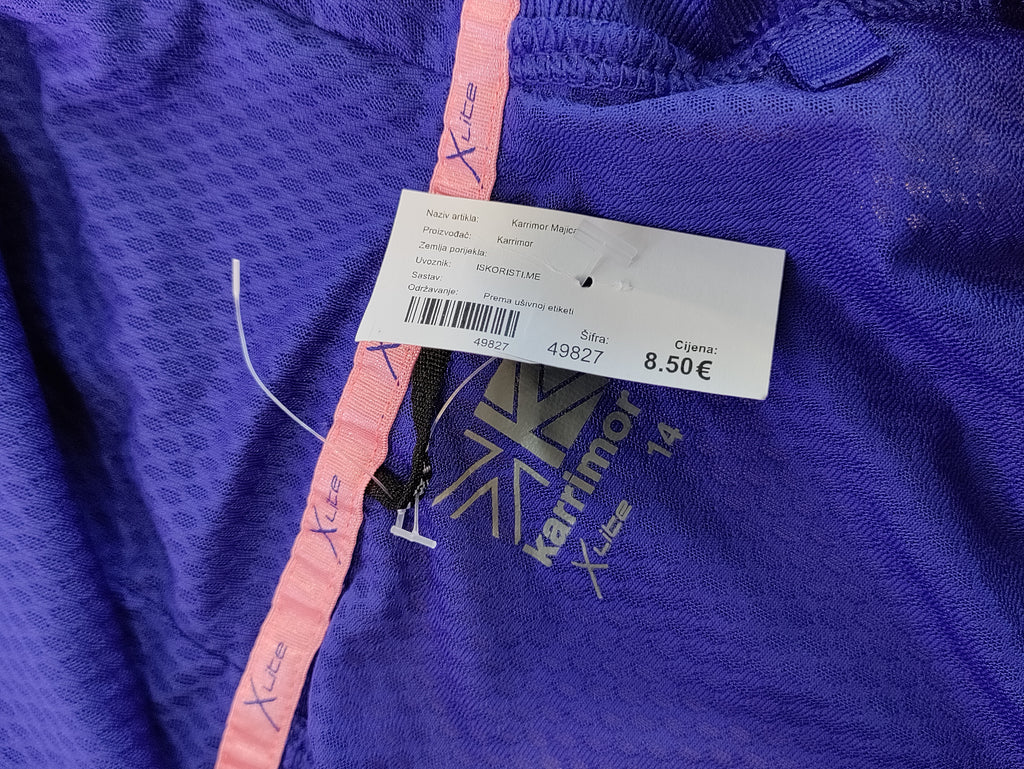 X Lite
Naziv artikla: Karrimor Majica
Proizvođač: Karrimor
Zemlja porijekla:
Uvoznik: ISKORISTI.ME
Sastav:
Održavanje: Prema ušivnoj etiketi
49827
Šifra:
49827
Cijena:
8.50€
X
karrimor
14
X Lite
X Lite
X Lite